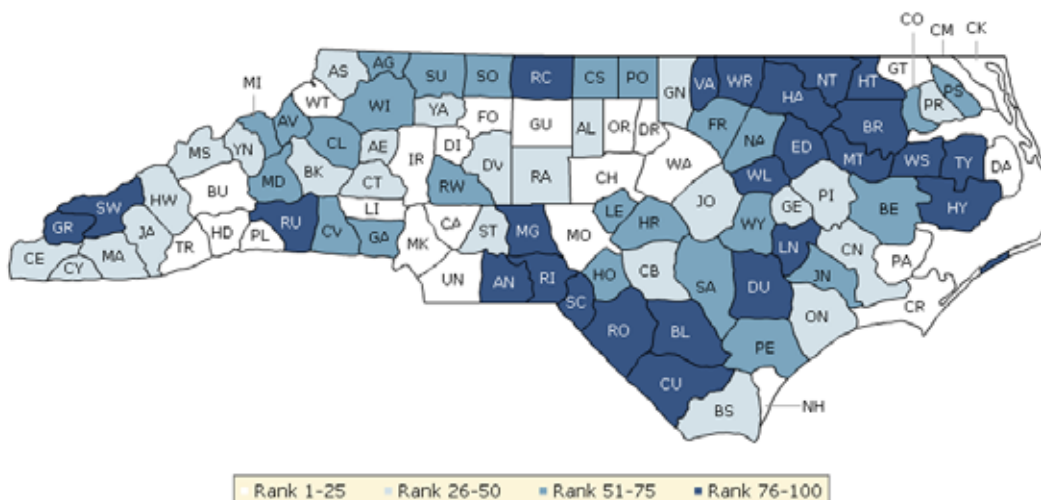 CO CM CK
MI AS AG SU SO RC CS PO GN VA WR HA NT HT GT
WT WI YA FO GU AL OR DR FR NA BR PR PS
AV CL AE IR DI DV RA CH WA ED MT WS TY DA
MS YN MD BK CT RW WL
SW HW BU LI CA ST MG MO LE HR JO WY GE PI BE HY
GR JA TR HD PL RU CV GA MK LN CN PA
CE CY MA UN AN RI HO CB SA DU JN CR
SC RO BL ON
PE
CU
BS NH
Rank 1-25 Rank 26-50 Rank 51-75 Rank 76-100